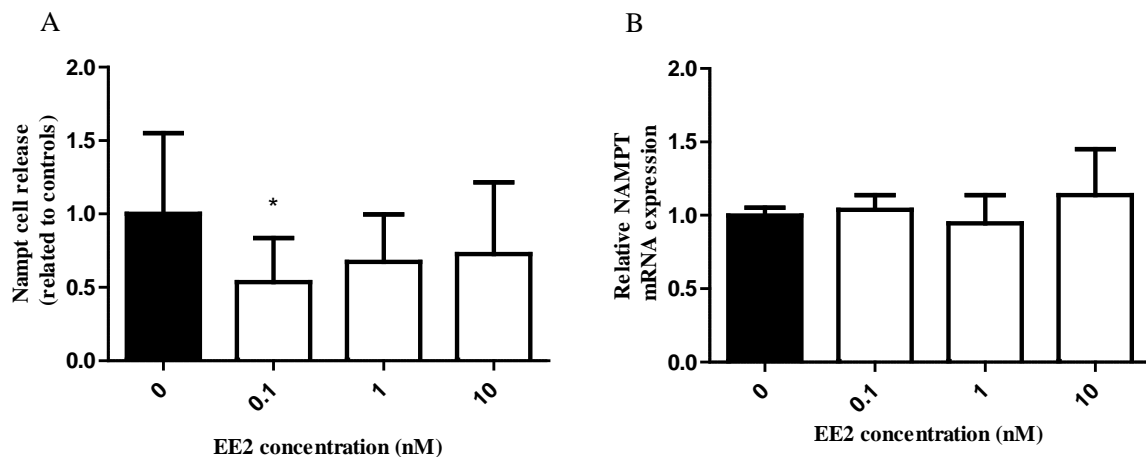 A
Nampt cell release
(related to controls)
2.0
1.5
1.0
0.5
0.0
*
0
0.1
1
10
EE2 concentration (nM)
B
Relative NAMPT
mRNA expression
2.0
1.5
1.0
0.5
0.0
0
0.1
1
10
EE2 concentration (nM)